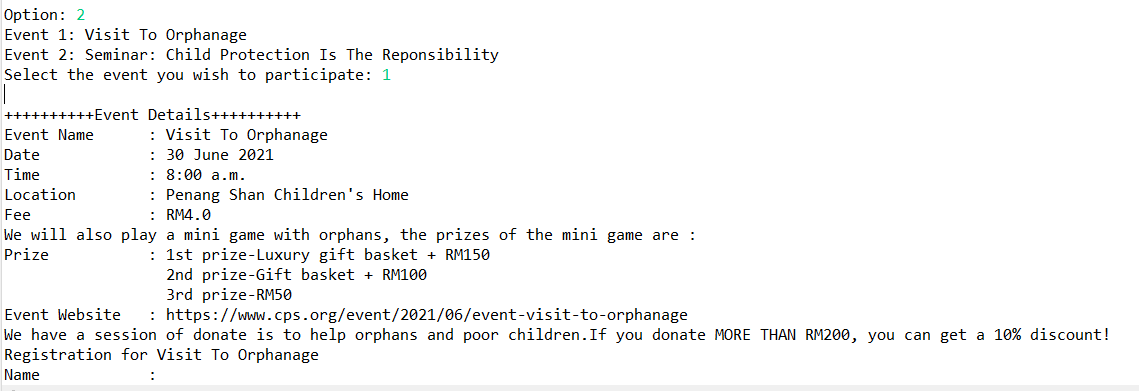 Option: 2
Event 1: Visit To Orphanage
Event 2: Seminar: Child Protection Is The Reponsibility
Select the event you wish to participate: 1
++++++++++Event Details++++++++++
Event Name      : Visit To Orphanage
Date            : 30 June 2021
Time            : 8:00 a.m.
Location        : Penang Shan Children's Home
Fee             : RM4.0
We will also play a mini game with orphans, the prizes of the mini game are :
Prize           : 1st prize-Luxury gift basket + RM150
                  2nd prize-Gift basket + RM100
                  3rd prize-RM50
Event Website   : https://www.cps.org/event/2021/06/event-visit-to-orphanage
We have a session of donate is to help orphans and poor children.If you donate MORE THAN RM200, you can get a 10% discount!
Registration for Visit To Orphanage
Name            :